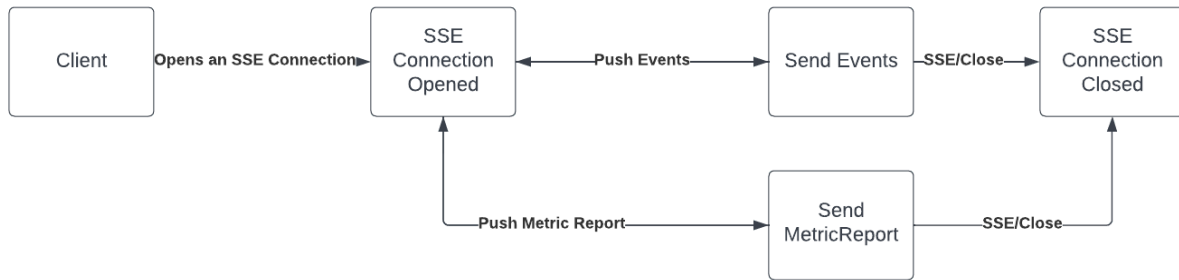 Client
Opens an SSE Connection
SSE
Connection
Opened
Push Events
Send Events
SSE/Close
SSE
Connection
Closed
Push Metric Report
Send
MetricReport
SSE/Close